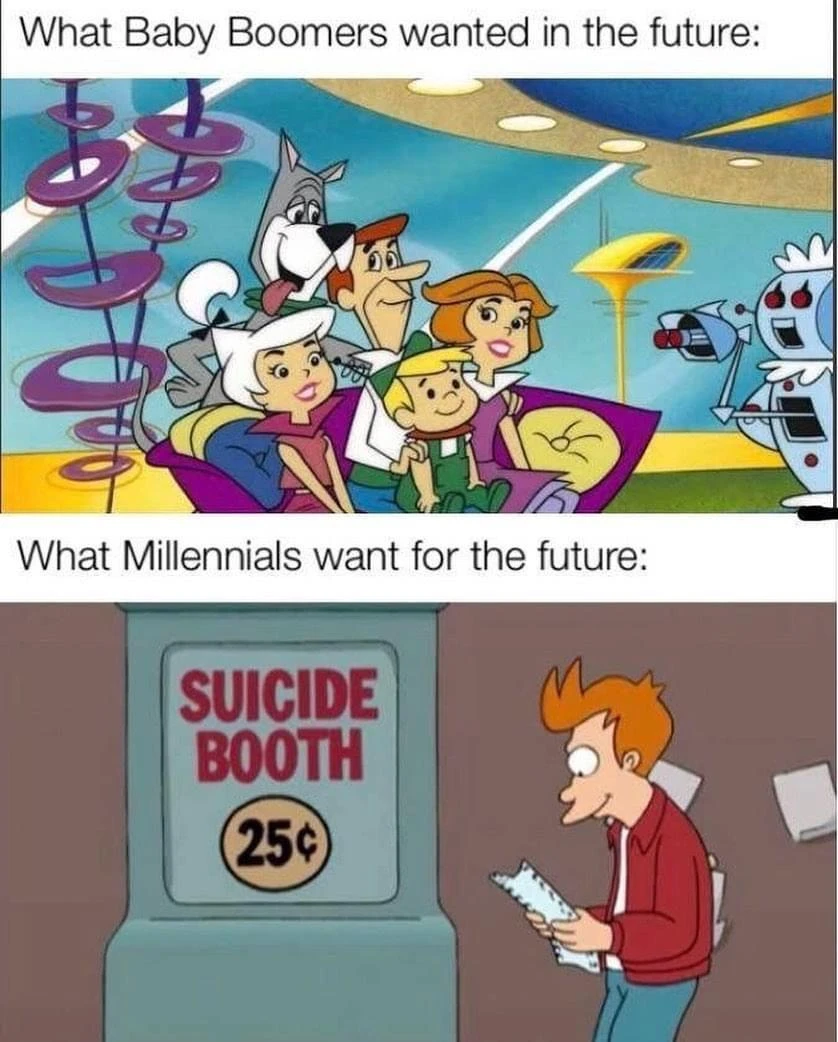 What Baby Boomers wanted in the future:
What Millennials want for the future:
SUICIDE
BOOTH
25¢